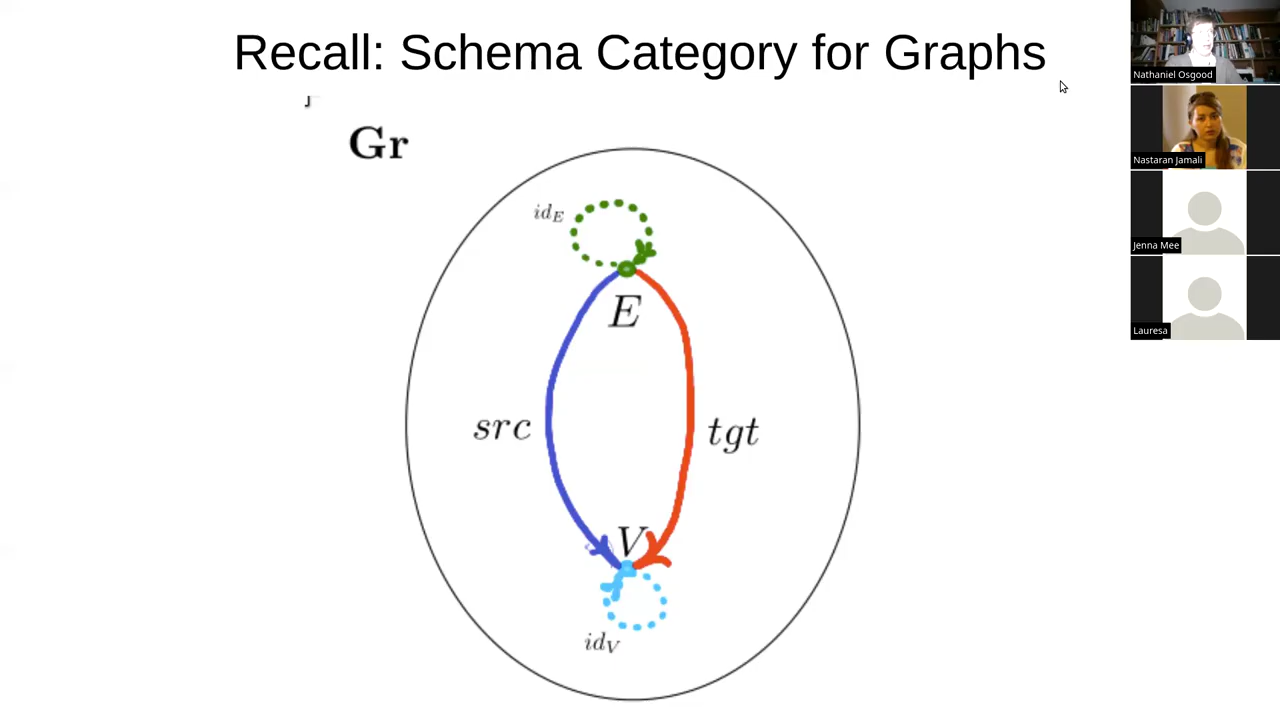 Recall: Schema Category for Graphs
Gr
id_E
E
src
tgt
V
id_V
Nathaniel Osgood
Nastaran Jamali
Jenna Mee
Lauresa